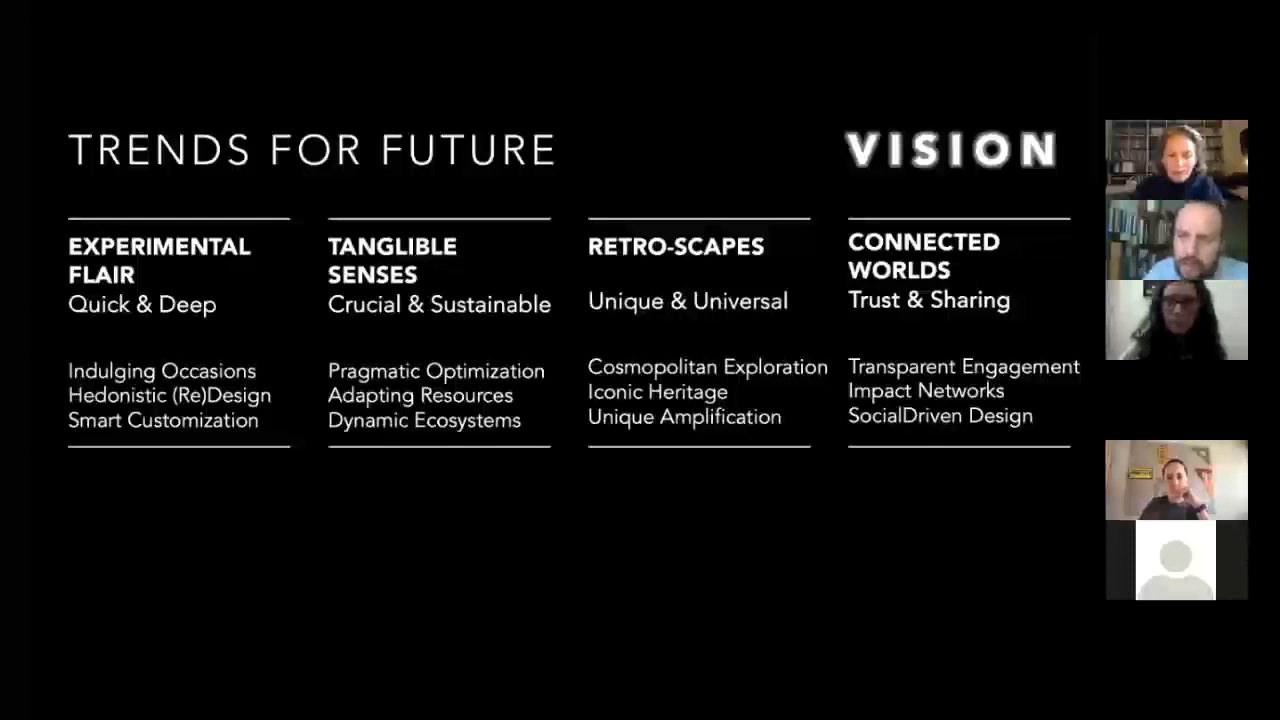 TRENDS FOR FUTURE
VISION
EXPERIMENTAL
FLAIR
Quick & Deep
Indulging Occasions
Hedonistic (Re)Design
Smart Customization
TANGLIBLE
SENSES
Crucial & Sustainable
Pragmatic Optimization
Adapting Resources
Dynamic Ecosystems
RETRO-SCAPES
Unique & Universal
Cosmopolitan Exploration
Iconic Heritage
Unique Amplification
CONNECTED
WORLDS
Trust & Sharing
Transparent Engagement
Impact Networks
SocialDriven Design